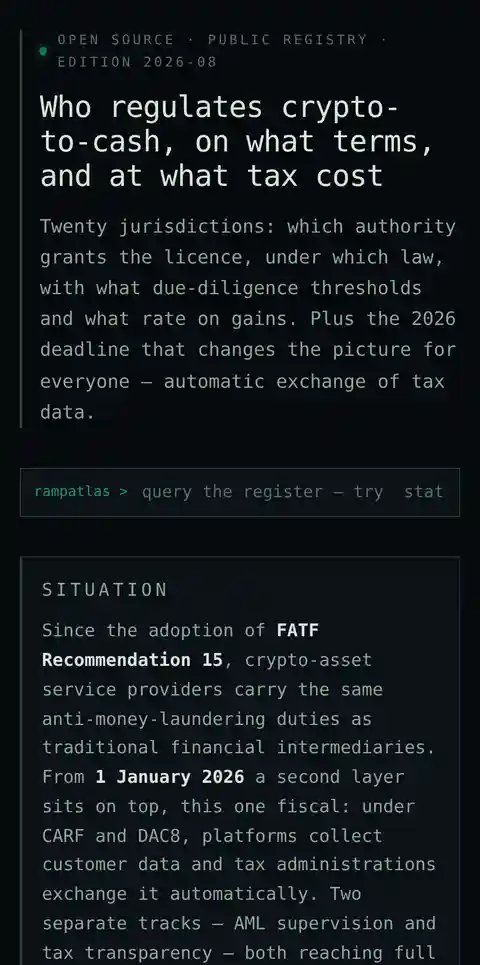 OPEN SOURCE · PUBLIC REGISTRY ·
EDITION 2026-08
Who regulates crypto-
to-cash, on what terms,
and at what tax cost
Twenty jurisdictions: which authority
grants the licence, under which law,
with what due-diligence thresholds
and what rate on gains. Plus the 2026
deadline that changes the picture for
everyone — automatic exchange of tax
data.
rampatlas > query the register — try stat
SITUATION
Since the adoption of FATF
Recommendation 15, crypto-asset
service providers carry the same
anti-money-laundering duties as
traditional financial intermediaries.
From 1 January 2026 a second layer
sits on top, this one fiscal: under
CARF and DAC8, platforms collect
customer data and tax administrations
exchange it automatically. Two
separate tracks — AML supervision and
tax transparency — both reaching full